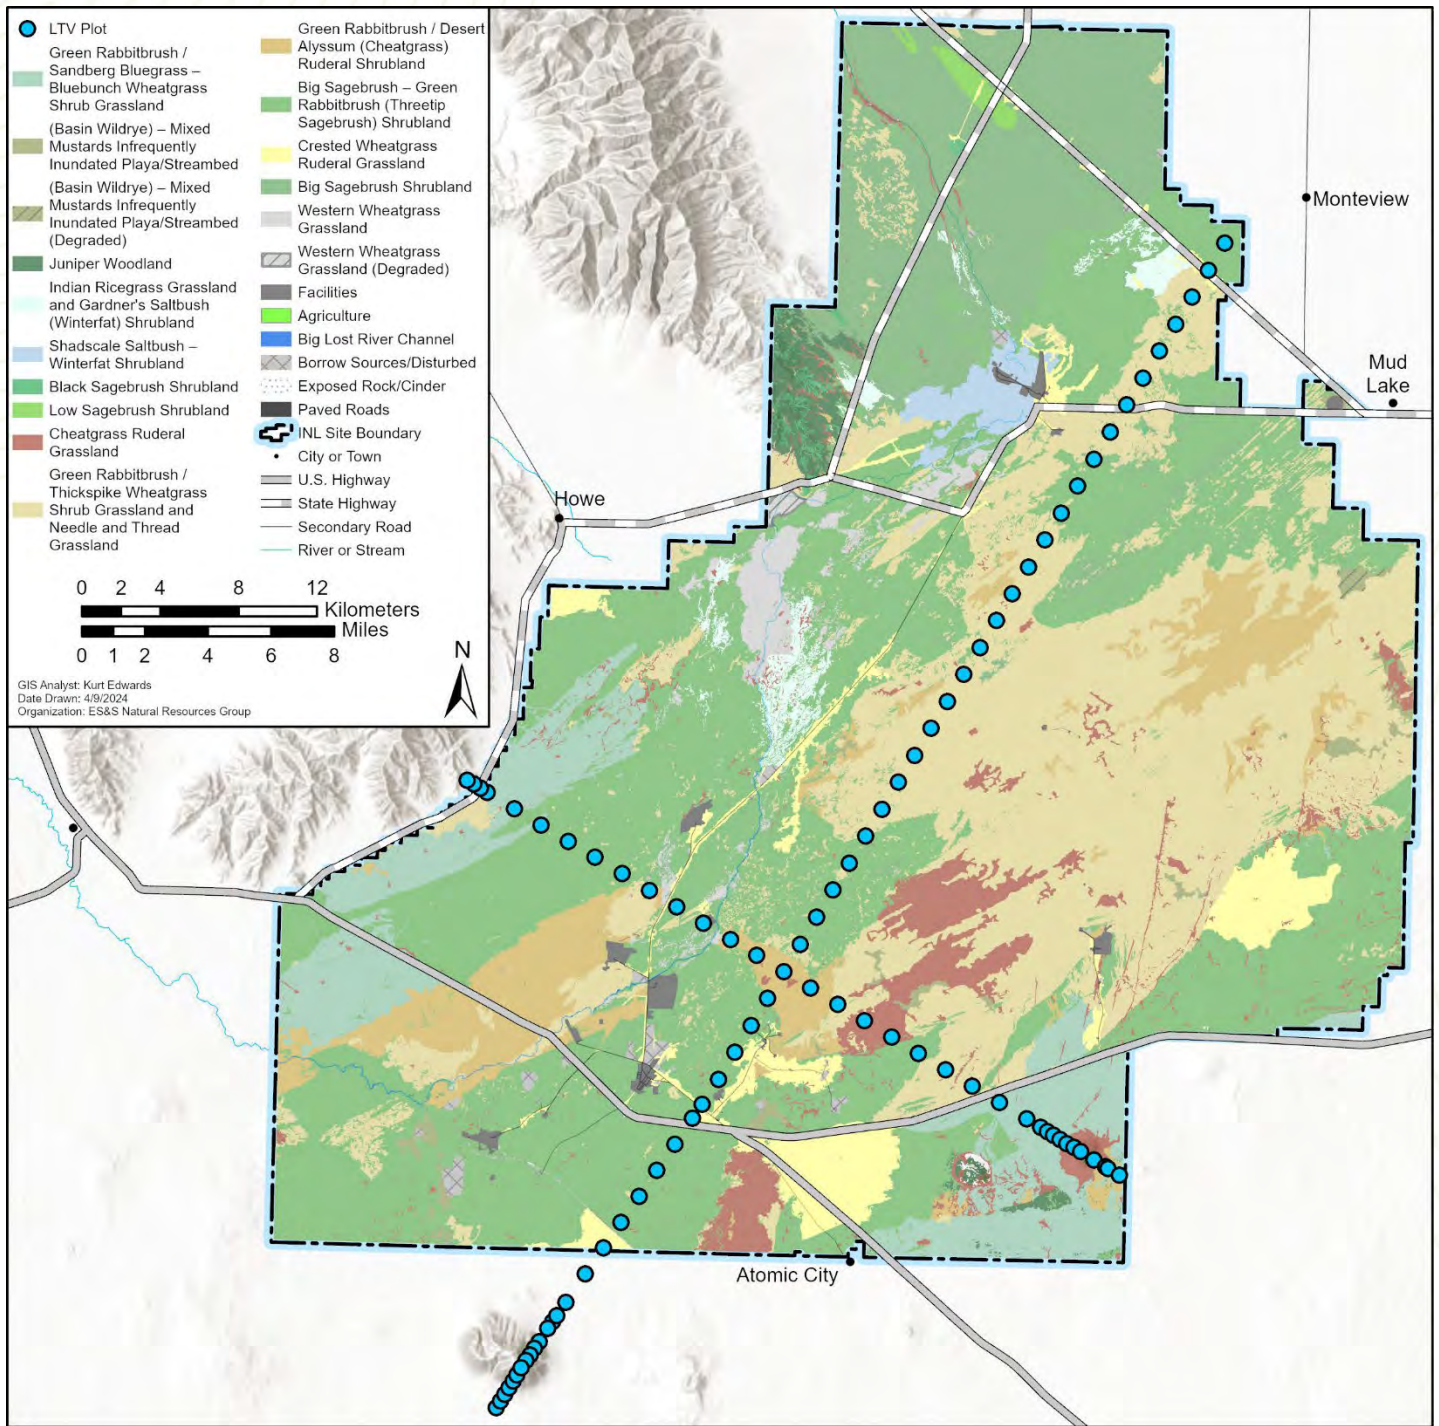 LTV Plot
Green Rabbitbrush /
Sandberg Bluegrass –
Bluebunch Wheatgrass
Shrub Grassland
(Basin Wildrye) – Mixed
Mustards Infrequently
Inundated Playa/Streambed
(Basin Wildrye) – Mixed
Mustards Infrequently
Inundated Playa/Streambed
(Degraded)
Juniper Woodland
Indian Ricegrass Grassland
and Gardner's Saltbush
(Winterfat) Shrubland
Shadscale Saltbush –
Winterfat Shrubland
Black Sagebrush Shrubland
Low Sagebrush Shrubland
Cheatgrass Ruderal
Grassland
Green Rabbitbrush /
Thickspike Wheatgrass
Shrub Grassland and
Needle and Thread
Grassland
Green Rabbitbrush / Desert
Alyssum (Cheatgrass)
Ruderal Shrubland
Big Sagebrush – Green
Rabbitbrush (Threetip
Sagebrush) Shrubland
Crested Wheatgrass
Ruderal Grassland
Big Sagebrush Shrubland
Western Wheatgrass
Grassland
Western Wheatgrass
Grassland (Degraded)
Facilities
Agriculture
Big Lost River Channel
Borrow Sources/Disturbed
Exposed Rock/Cinder
Paved Roads
INL Site Boundary
City or Town
U.S. Highway
State Highway
Secondary Road
River or Stream
0 2 4 8 12
Kilometers
Miles
0 1 2 4 6 8
N
GIS Analyst: Kurt Edwards
Date Drawn: 4/9/2024
Organization: ES&S Natural Resources Group
Monteview
Mud
Lake
Howe
Atomic City